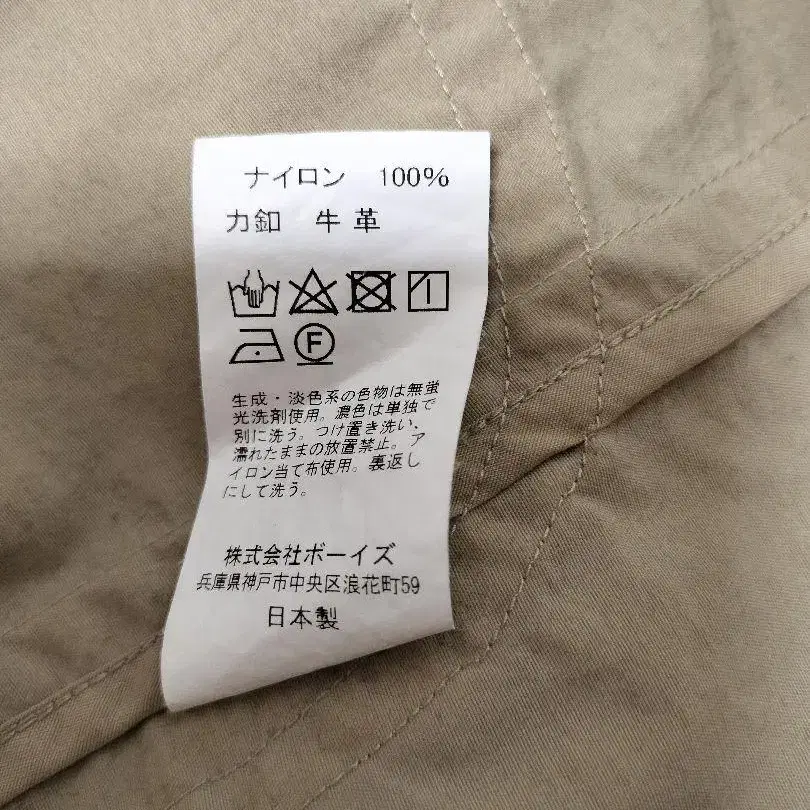 ナイロン 100%
力釦 牛革
F
生成・淡色系の色物は無蛍
光洗剤使用。濃色は単独で
別に洗う。つけ置き洗い、
濡れたままの放置禁止。ア
イロン当て布使用。裏返し
にして洗う。
株式会社ボーイズ
兵庫県神戸市中央区浪花町59
日本製